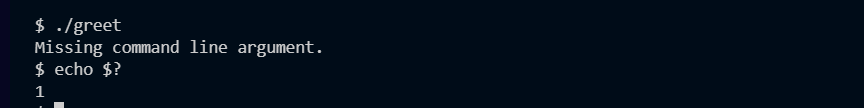 $ ./greet
Missing command line argument.
$ echo $?
1